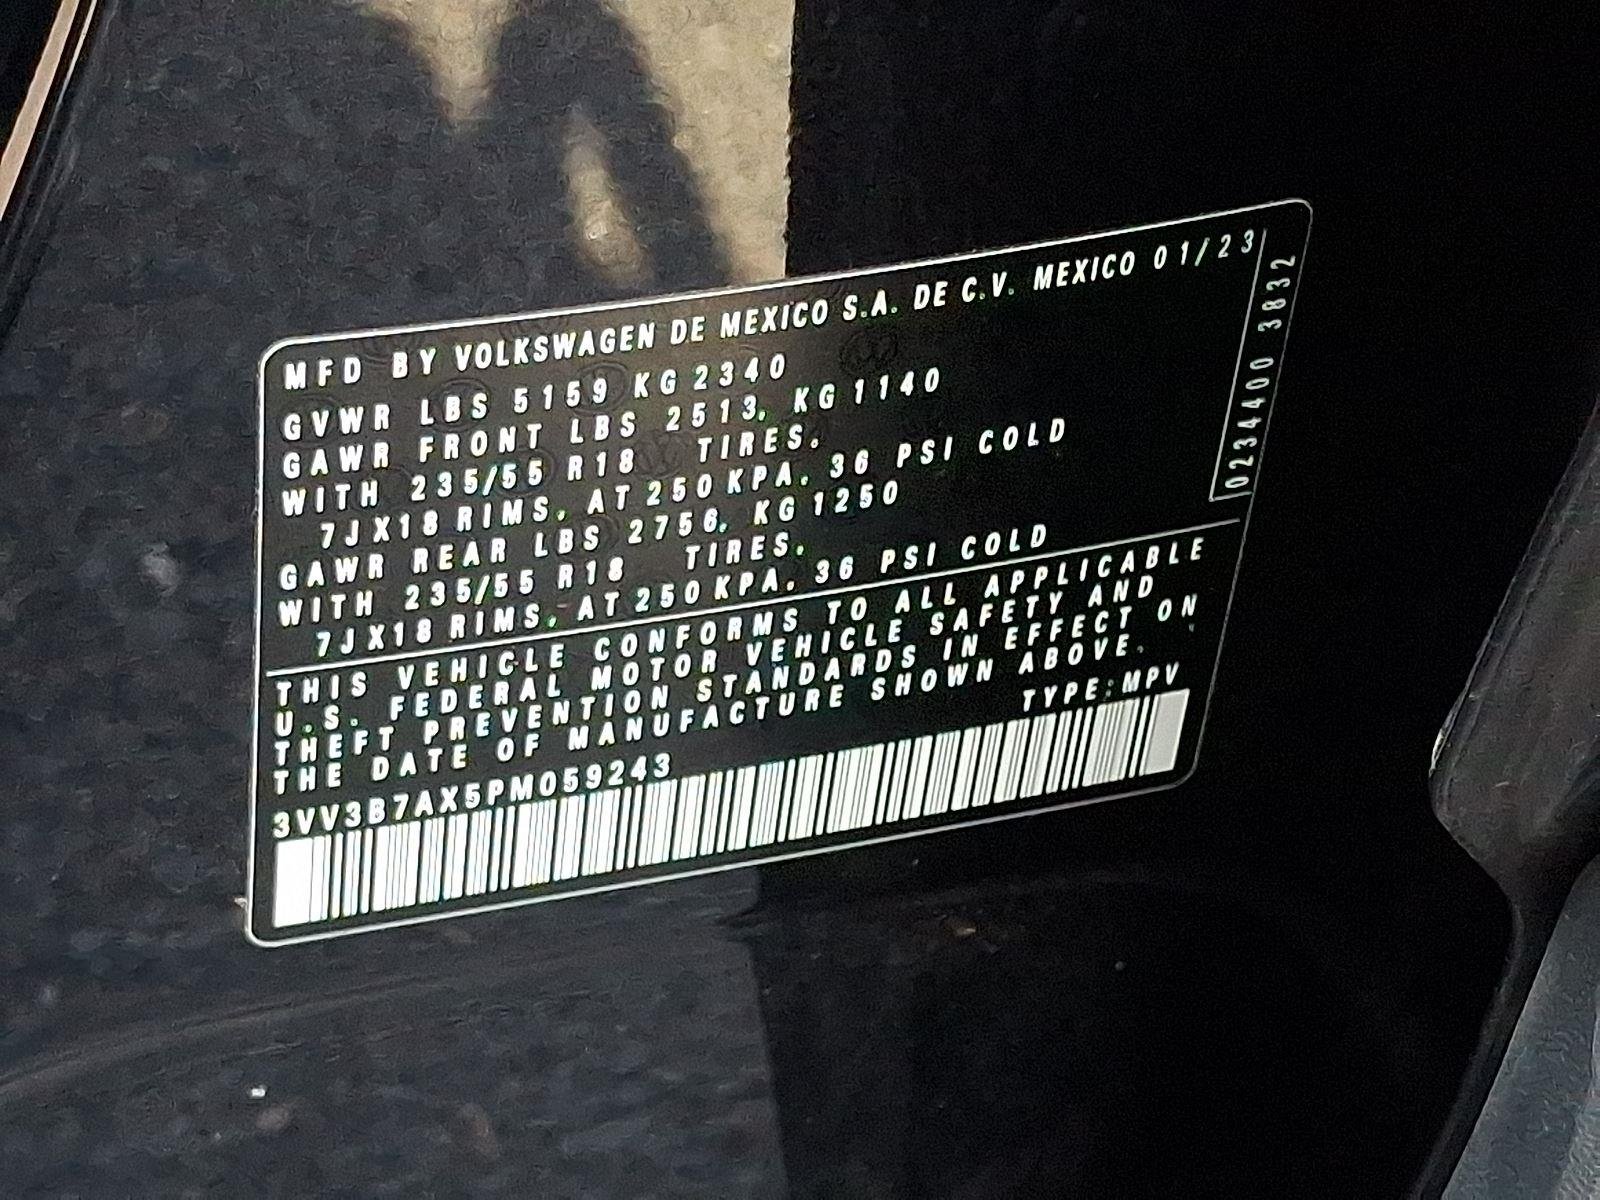 MFD BY VOLKSWAGEN DE MEXICO S.A. DE C.V. MEXICO 01/23
GVWR LBS 5159 KG 2340
GAWR FRONT LBS 2513, KG 1140
WITH 235/55 R18 TIRES.
7JX18 RIMS, AT 250 KPA, 36 PSI COLD
GAWR REAR LBS 2756, KG 1250
WITH 235/55 R18 TIRES.
7JX18 RIMS, AT 250 KPA, 36 PSI COLD
0234400 3832
THIS VEHICLE CONFORMS TO ALL APPLICABLE
U.S. FEDERAL MOTOR VEHICLE SAFETY AND
THEFT PREVENTION STANDARDS IN EFFECT ON
THE DATE OF MANUFACTURE SHOWN ABOVE.
TYPE: MPV
3VV3B7AX5PM059243